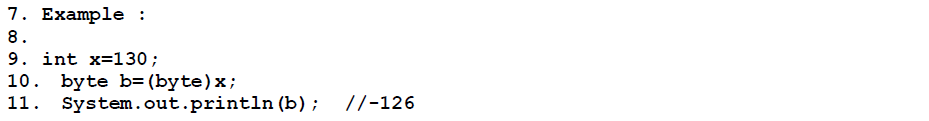 7. Example :
8.
9. int x=130;
10.  byte b=(byte)x;
11.  System.out.println(b);  //-126